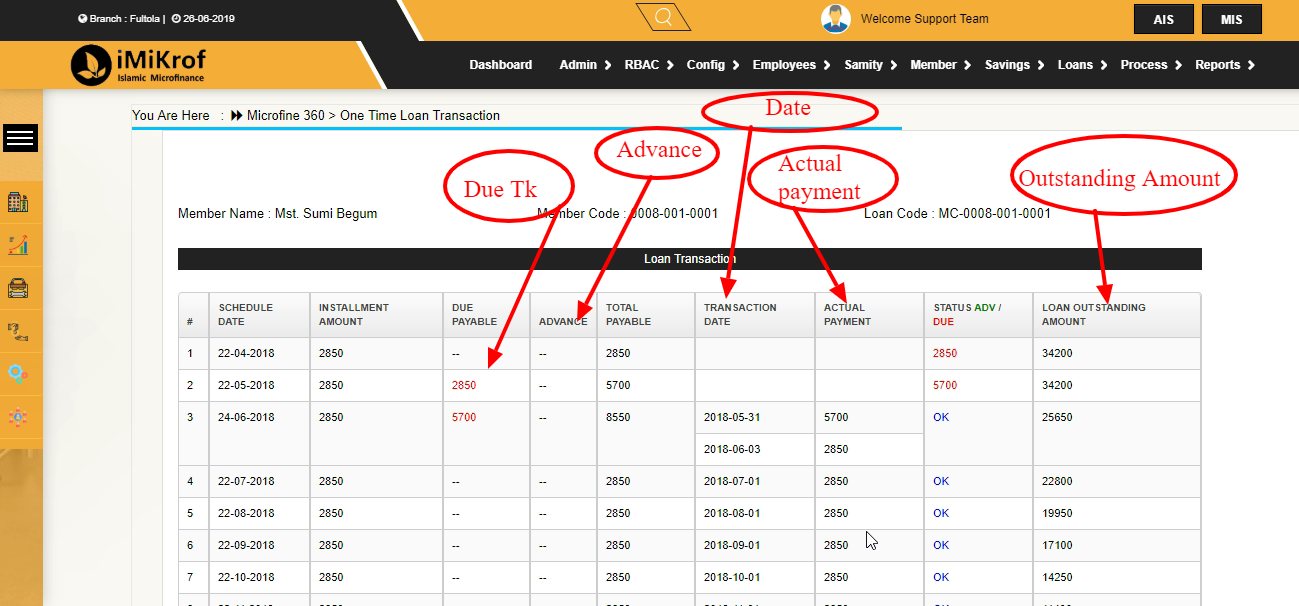 Branch : Fultola | 26-06-2019
Welcome Support Team
AIS MIS
iMiKrof
Islamic Microfinance
Dashboard Admin RBAC Config Employees Samity Member Savings Loans Process Reports
You Are Here : Microfine 360 > One Time Loan Transaction
Date
Advance
Actual
payment
Due Tk
Outstanding Amount
Member Name : Mst. Sumi Begum Member Code : 0008-001-0001 Loan Code : MC-0008-001-0001
Loan Transaction
# SCHEDULE DATE INSTALLMENT AMOUNT DUE PAYABLE ADVANCE TOTAL PAYABLE TRANSACTION DATE ACTUAL PAYMENT STATUS ADV / DUE LOAN OUTSTANDING AMOUNT
1 22-04-2018 2850 -- -- 2850 2850 34200
2 22-05-2018 2850 2850 -- 5700 5700 34200
3 24-06-2018 2850 5700 -- 8550 2018-05-31 5700 OK 25650
2018-06-03 2850
4 22-07-2018 2850 -- -- 2850 2018-07-01 2850 OK 22800
5 22-08-2018 2850 -- -- 2850 2018-08-01 2850 OK 19950
6 22-09-2018 2850 -- -- 2850 2018-09-01 2850 OK 17100
7 22-10-2018 2850 -- -- 2850 2018-10-01 2850 OK 14250